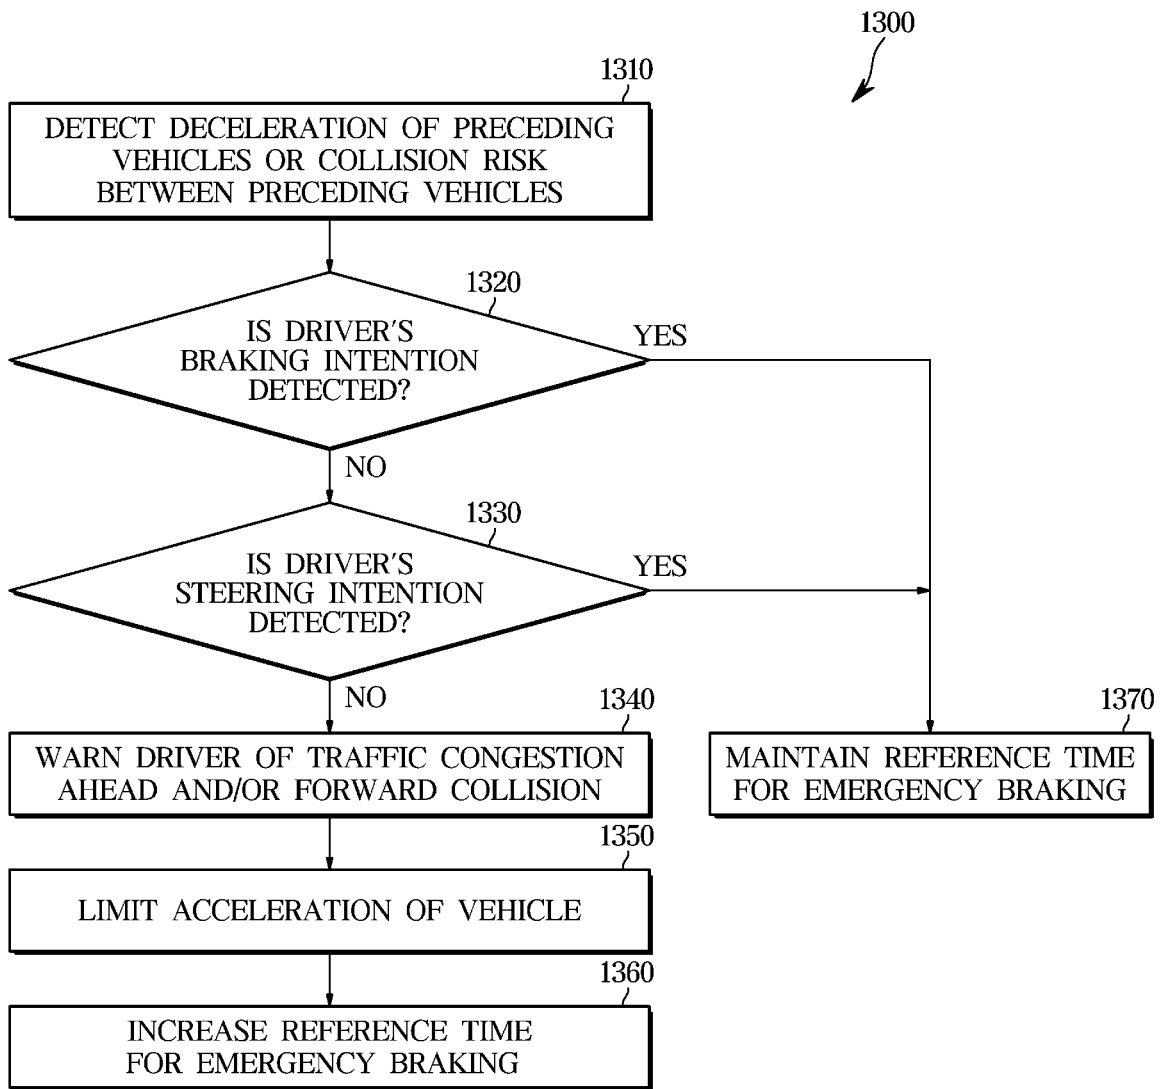 1300
1310
DETECT DECELERATION OF PRECEDING
VEHICLES OR COLLISION RISK
BETWEEN PRECEDING VEHICLES
1320
IS DRIVER'S
BRAKING INTENTION
DETECTED?
YES
NO
1330
IS DRIVER'S
STEERING INTENTION
DETECTED?
YES
NO
1340
WARN DRIVER OF TRAFFIC CONGESTION
AHEAD AND/OR FORWARD COLLISION
1370
MAINTAIN REFERENCE TIME
FOR EMERGENCY BRAKING
1350
LIMIT ACCELERATION OF VEHICLE
1360
INCREASE REFERENCE TIME
FOR EMERGENCY BRAKING